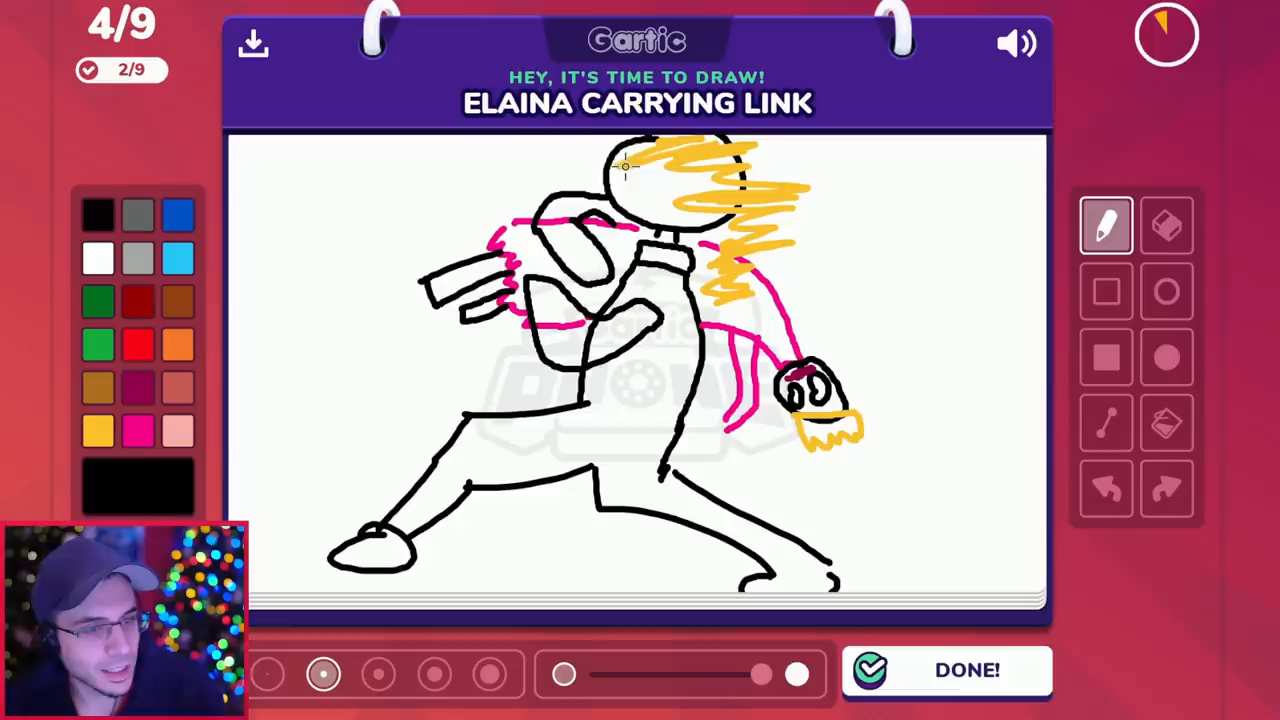 4/9
2/9
Gartic
HEY, IT'S TIME TO DRAW!
ELAINA CARRYING LINK
DONE!